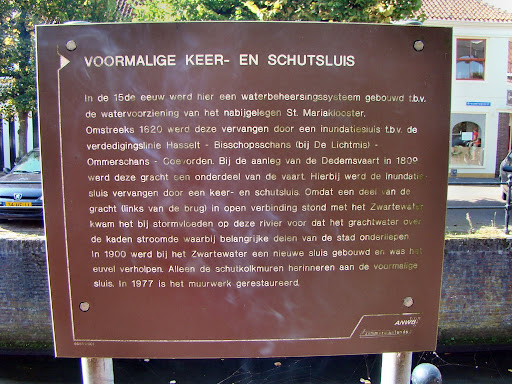 VOORMALIGE KEER- EN SCHUTSLUIS
In de 15de eeuw werd hier een waterbeheersingssysteem gebouwd t.b.v.
de watervoorziening van het nabijgelegen St. Mariaklooster.
Omstreeks 1620 werd deze vervangen door een inundatiesluis t.b.v. de
verdedigingslinie Hasselt - Bisschopsschans (bij De Lichtmis) -
Ommerschans - Coevorden. Bij de aanleg van de Dedemsvaart in 1809
werd deze gracht een onderdeel van de vaart. Hierbij werd de inundatie-
sluis vervangen door een keer- en schutsluis. Omdat een deel van de
gracht (links van de brug) in open verbinding stond met het Zwartewater
kwam het bij stormvloeden op deze rivier voor dat het grachtwater over
de kaden stroomde waarbij belangrijke delen van de stad onderliepen.
In 1900 werd bij het Zwartewater een nieuwe sluis gebouwd en was het
euvel verholpen. Alleen de schutkolkmuren herinneren aan de voormalige
sluis. In 1977 is het muurwerk gerestaureerd.
ANWB